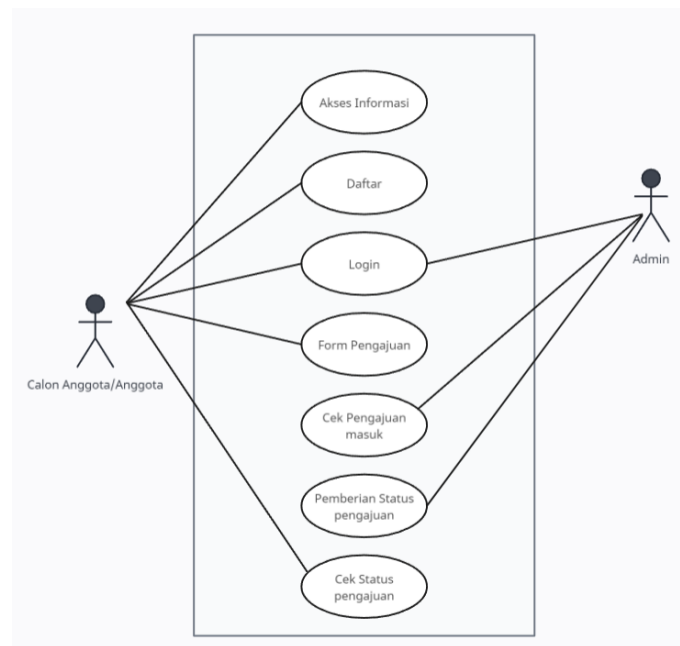 Akses Informasi
Daftar
Login
Admin
Form Pengajuan
Calon Anggota/Anggota
Cek Pengajuan
masuk
Pemberian Status
pengajuan
Cek Status
pengajuan